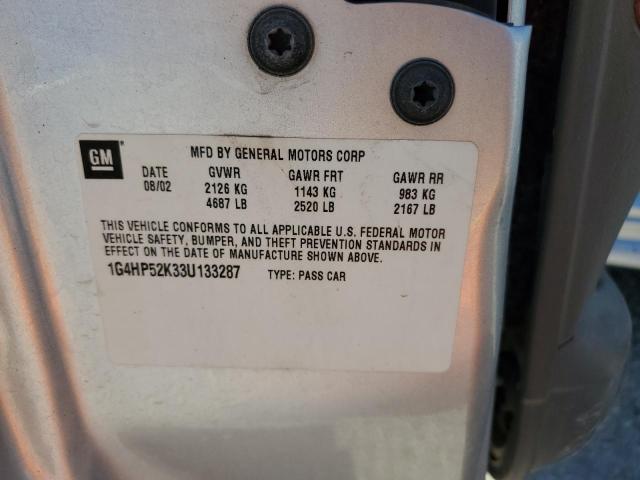 GM
MFD BY GENERAL MOTORS CORP
DATE GVWR GAWR FRT GAWR RR
08/02 2126 KG 1143 KG 983 KG
4687 LB 2520 LB 2167 LB
THIS VEHICLE CONFORMS TO ALL APPLICABLE U.S. FEDERAL MOTOR
VEHICLE SAFETY, BUMPER, AND THEFT PREVENTION STANDARDS IN
EFFECT ON THE DATE OF MANUFACTURE SHOWN ABOVE.
1G4HP52K33U133287 TYPE: PASS CAR